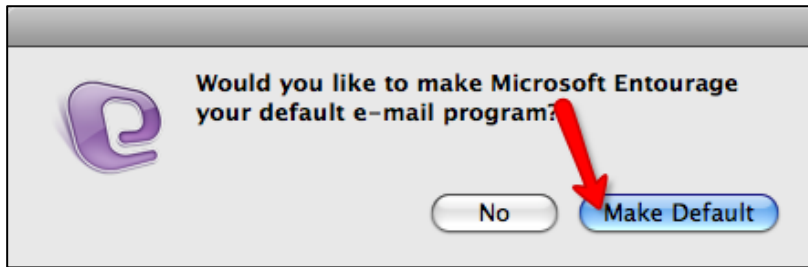 Would you like to make Microsoft Entourage
your default e-mail program?
No
Make Default